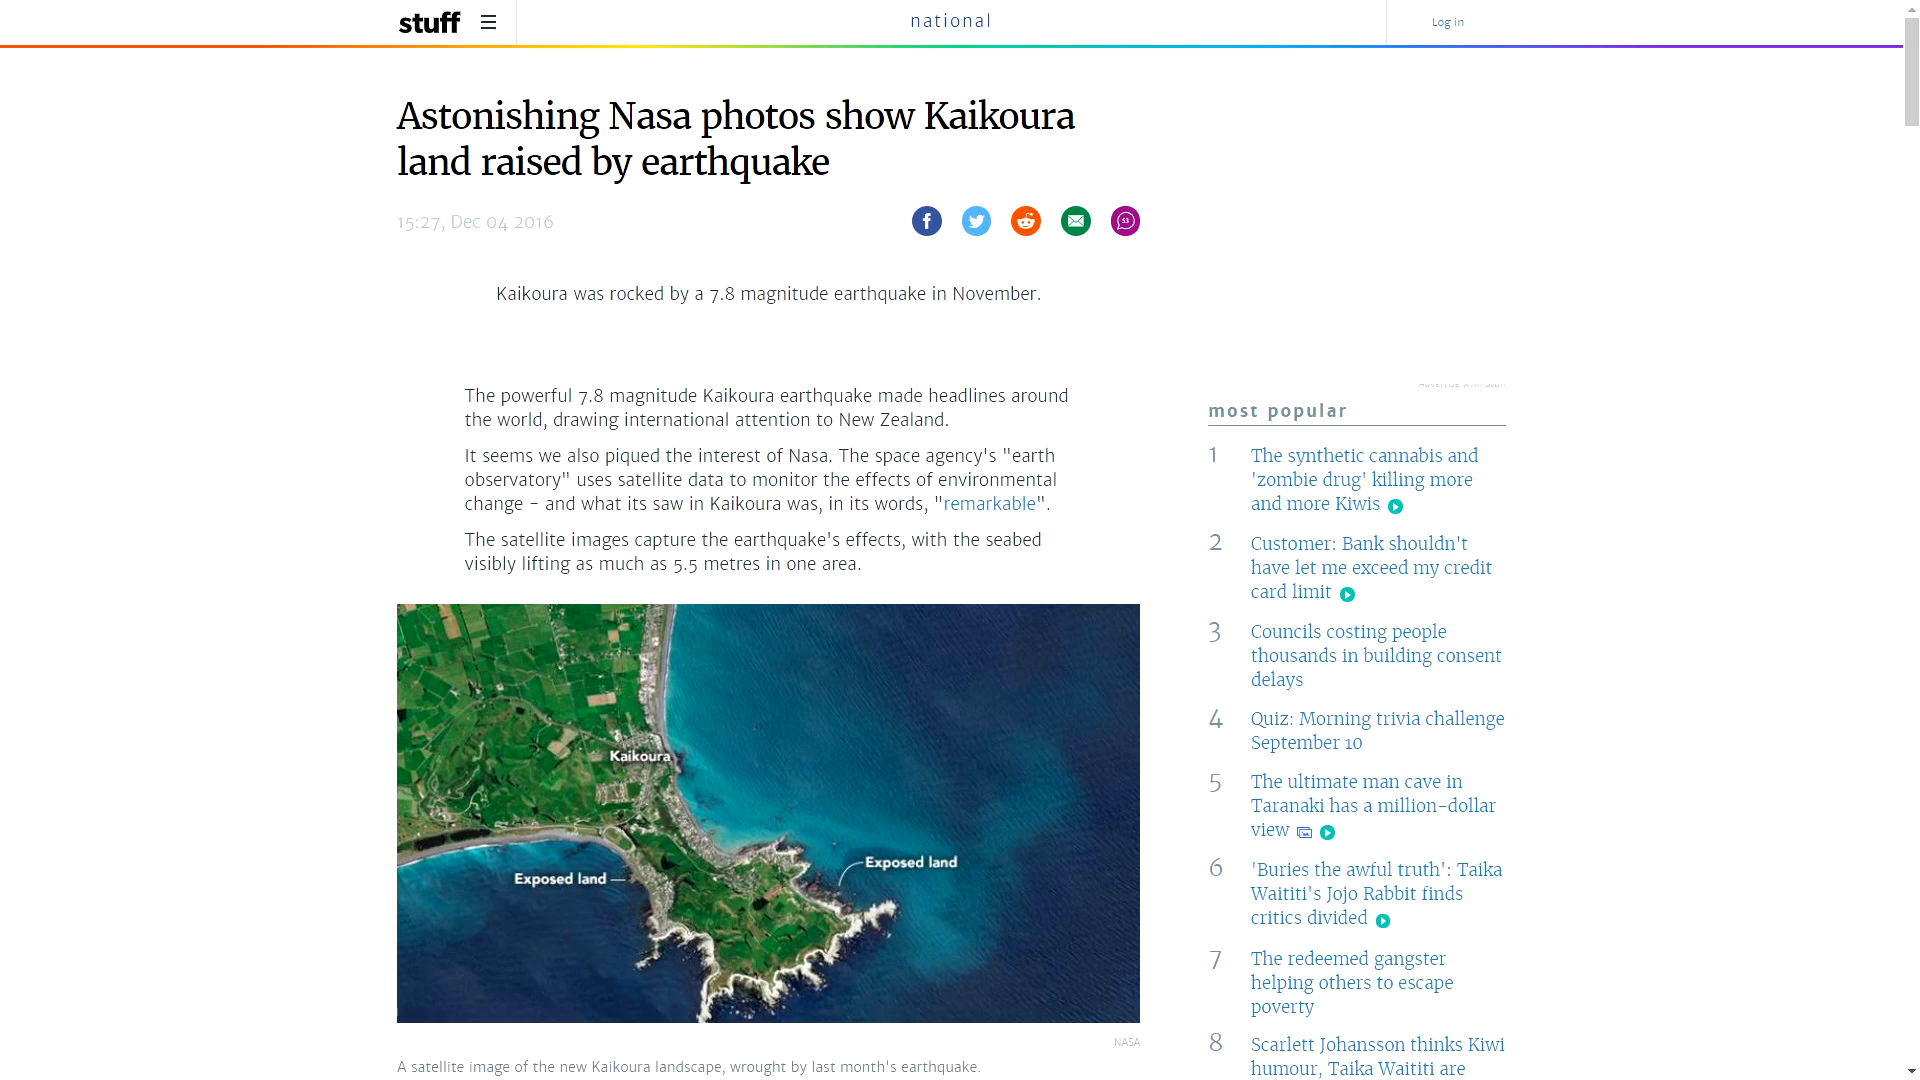 stuff
national
Log in
Astonishing Nasa photos show Kaikoura
land raised by earthquake
15:27, Dec 04 2016
53
Kaikoura was rocked by a 7.8 magnitude earthquake in November.
The powerful 7.8 magnitude Kaikoura earthquake made headlines around
the world, drawing international attention to New Zealand.
It seems we also piqued the interest of Nasa. The space agency's "earth
observatory" uses satellite data to monitor the effects of environmental
change - and what its saw in Kaikoura was, in its words, "remarkable".
The satellite images capture the earthquake's effects, with the seabed
visibly lifting as much as 5.5 metres in one area.
Kaikoura
Exposed land
Exposed land
NASA
A satellite image of the new Kaikoura landscape, wrought by last month's earthquake.
Advertise with Stuff
most popular
1 The synthetic cannabis and
'zombie drug' killing more
and more Kiwis
2 Customer: Bank shouldn't
have let me exceed my credit
card limit
3 Councils costing people
thousands in building consent
delays
4 Quiz: Morning trivia challenge
September 10
5 The ultimate man cave in
Taranaki has a million-dollar
view
6 'Buries the awful truth': Taika
Waititi's Jojo Rabbit finds
critics divided
7 The redeemed gangster
helping others to escape
poverty
8 Scarlett Johansson thinks Kiwi
humour, Taika Waititi are